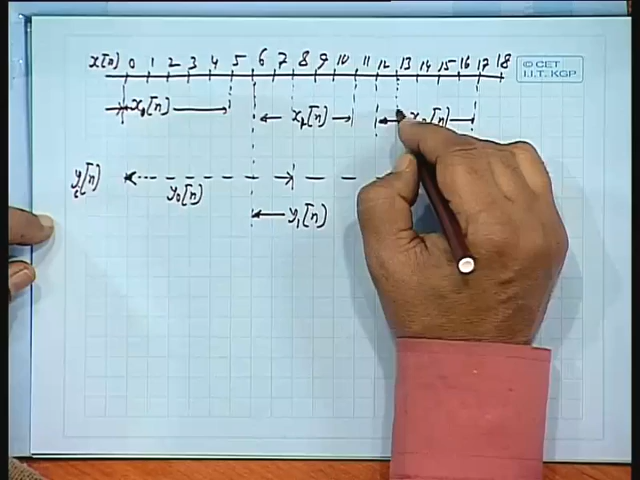 x[n] 0 1 2 3 4 5 6 7 8 9 10 11 12 13 14 15 16 17 18
© CET
I.I.T. KGP
x₀[n] x₁[n] [n]
y[n] y₀[n]
y₁[n]